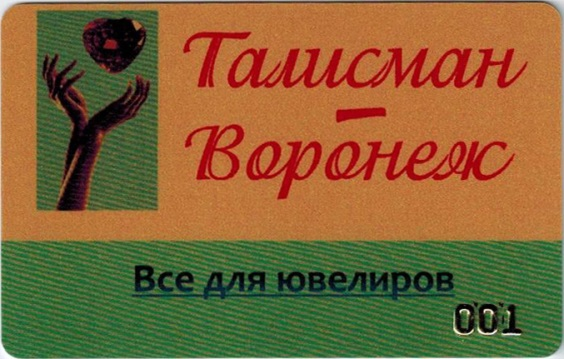 Талисман
–
Воронеж
Все для ювелиров
001